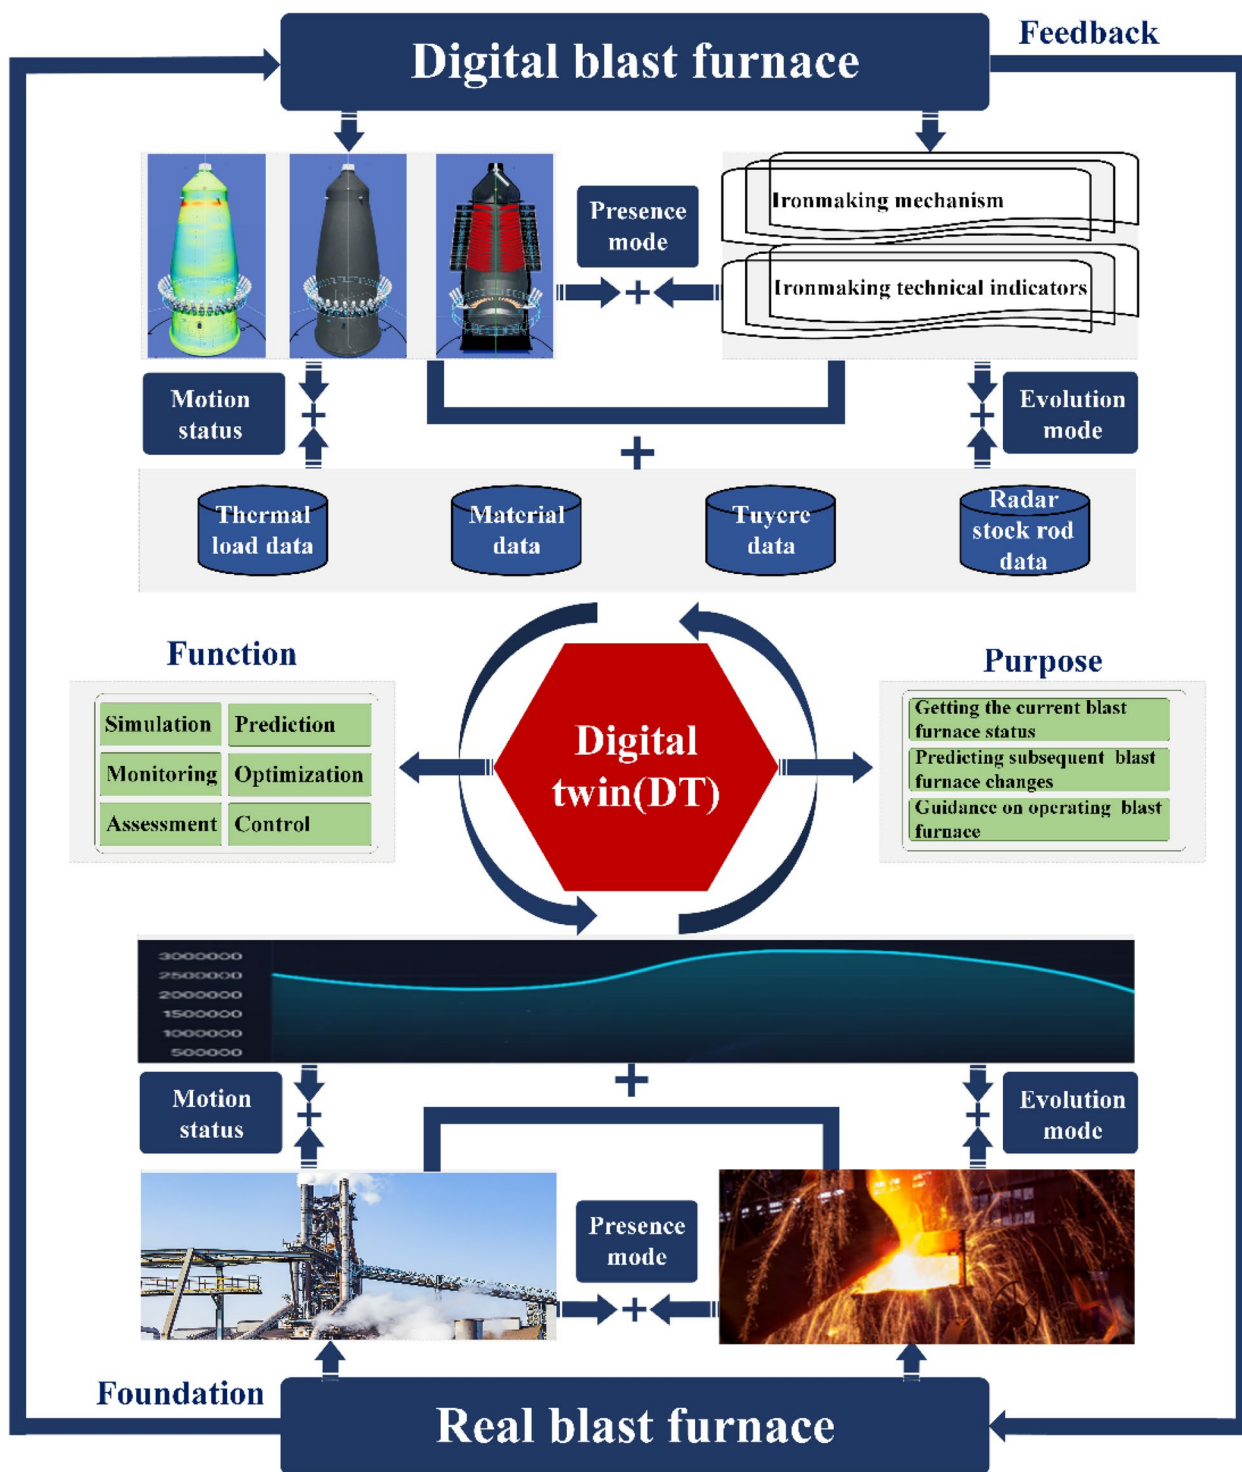 Feedback
Digital blast furnace
Presence
mode
Ironmaking mechanism
Ironmaking technical indicators
Motion
status
Evolution
mode
Thermal
load data
Material
data
Tuyere
data
Radar
stock rod
data
Function
Simulation
Prediction
Monitoring
Optimization
Assessment
Control
Digital
twin(DT)
Purpose
Getting the current blast
furnace status
Predicting subsequent blast
furnace changes
Guidance on operating blast
furnace
3000000
2500000
2000000
1500000
1000000
500000
Motion
status
Evolution
mode
Presence
mode
Foundation
Real blast furnace